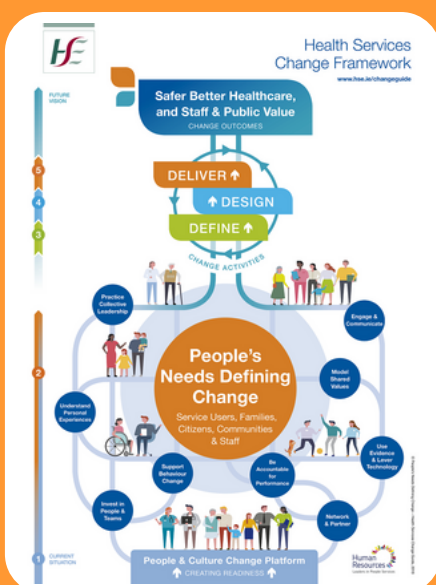 Health Services
Change Framework
www.hse.ie/changeguide
FUTURE
VISION
Safer Better Healthcare,
and Staff & Public Value
CHANGE OUTCOMES
5
4
3
DELIVER
DESIGN
DEFINE
CHANGE ACTIVITIES
Practice
Collective
Leadership
Engage &
Communicate
2
People's
Needs Defining
Change
Service Users, Families,
Citizens, Communities
& Staff
Model
Shared
Values
Understand
Personal
Experiences
Use
Evidence
& Lever
Technology
Support
Behaviour
Change
Be
Accountable
for
Performance
Invest in
People &
Teams
Network
& Partner
1
CURRENT
SITUATION
People & Culture Change Platform
CREATING READINESS
Human
Resources